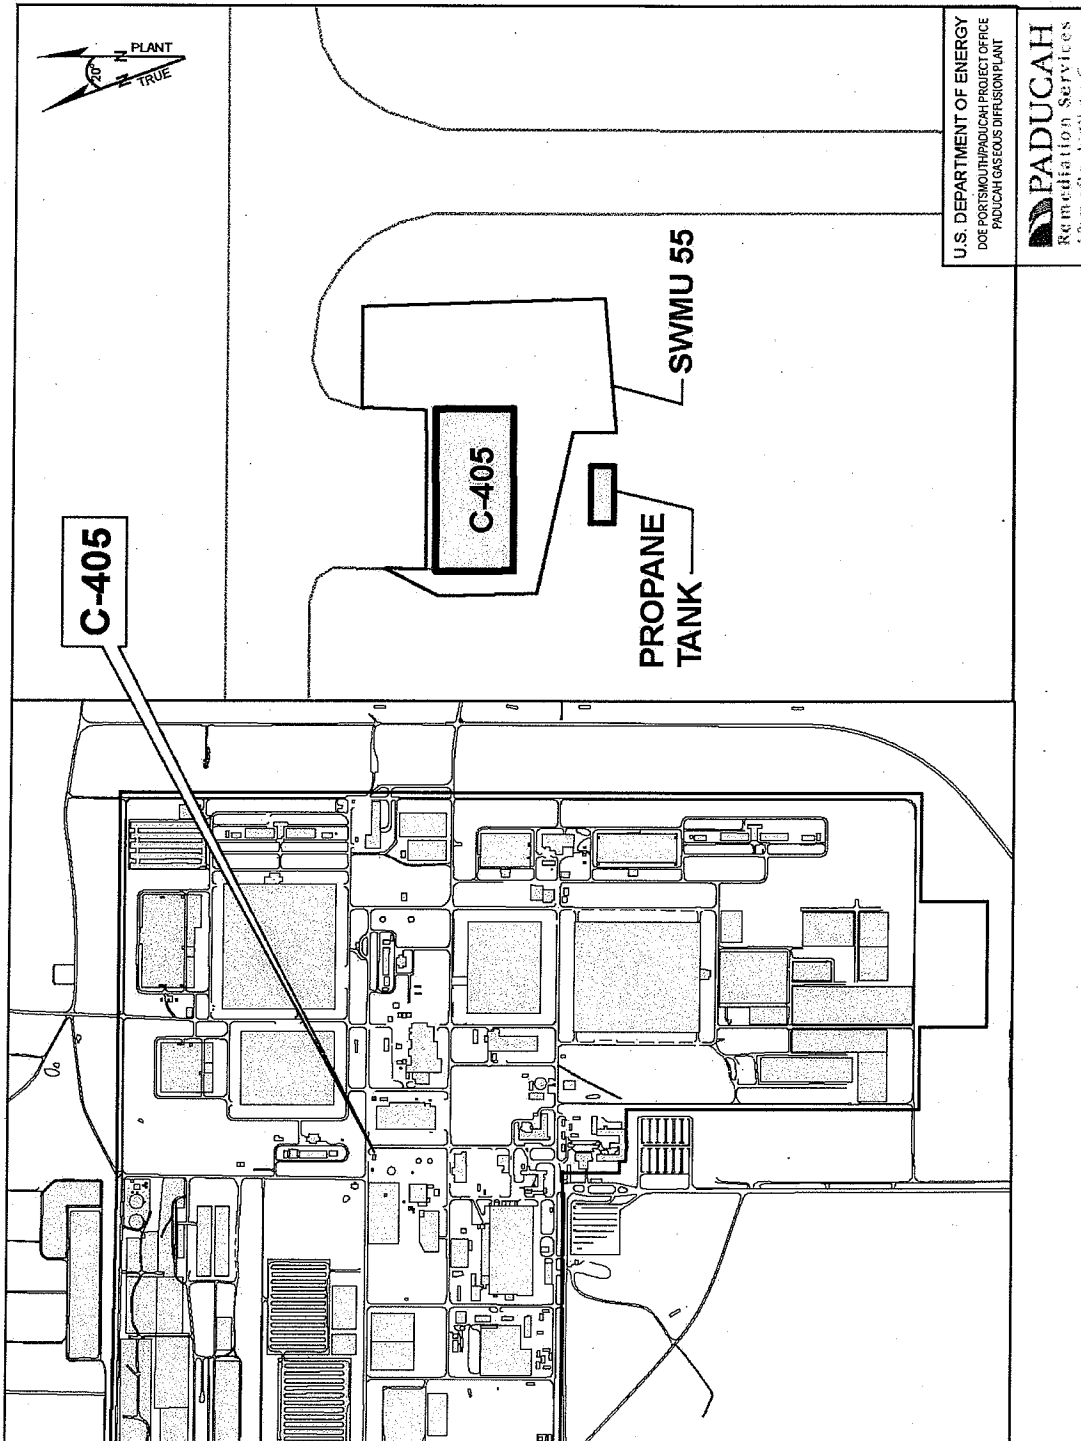 PLANT
N
20°
N
TRUE
C-405
C-405
SWMU 55
PROPANE
TANK
U.S. DEPARTMENT OF ENERGY
DOE PORTSMOUTH/PADUCAH PROJECT OFFICE
PADUCAH GASEOUS DIFFUSION PLANT
PADUCAH
Remediation Services